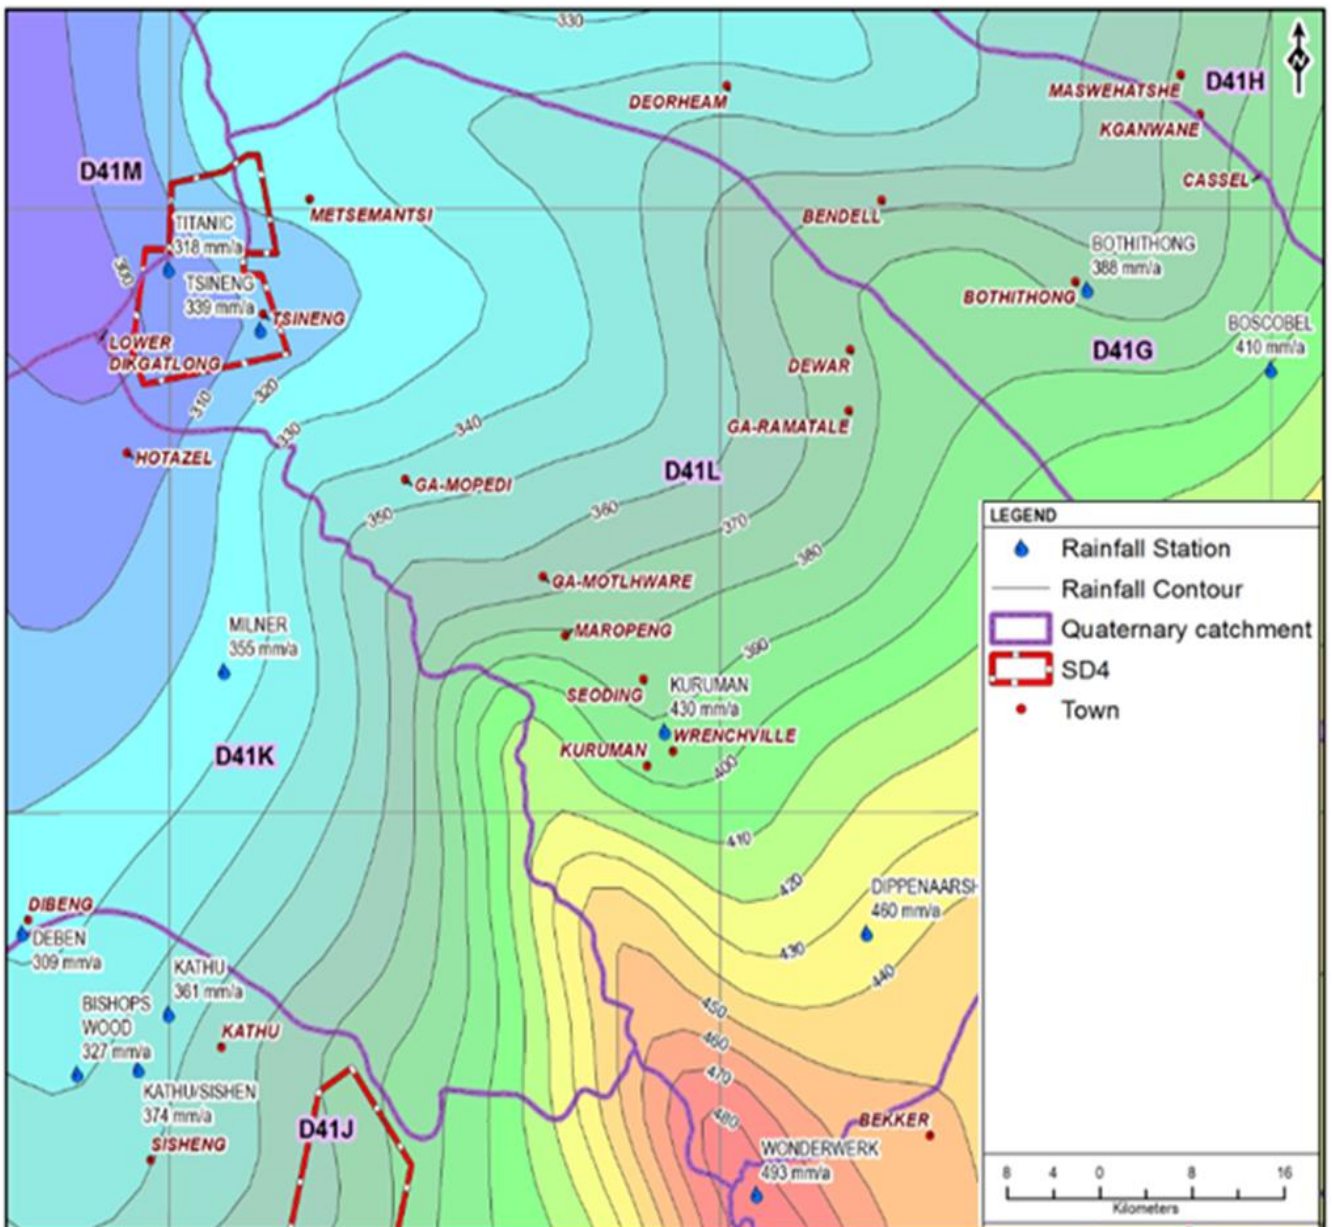 330
D41H
MASWEHATSHE
DEORHEAM
KGANWANE
D41M
CASSEL
METSEMANTSI
BENDELL
TITANIC
318 mm/a
BOTHITHONG
388 mm/a
300
TSINENG
339 mm/a
BOTHITHONG
TSINENG
BOSCOBEL
410 mm/a
LOWER
DIKGATLONG
D41G
DEWAR
310
320
330
340
GA-RAMATALE
HOTAZEL
D41L
GA-MOPEDI
350
360
370
380
LEGEND
Rainfall Station
Rainfall Contour
Quaternary catchment
SD4
Town
GA-MOTLHWARE
MILNER
355 mm/a
MAROPENG
390
SEODING
KURUMAN
430 mm/a
WRENCHVILLE
KURUMAN
D41K
400
410
420
DIPPENAARSH
460 mm/a
DIBENG
DEBEN
309 mm/a
430
440
KATHU
361 mm/a
BISHOPS
WOOD
327 mm/a
KATHU
450
460
470
480
KATHU/SISHEN
374 mm/a
D41J
SISHENG
BEKKER
WONDERWERK
493 mm/a
8 4 0 8 16
Kilometers
N